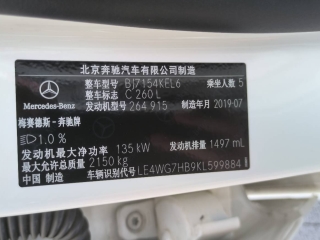 北京奔驰汽车有限公司制造
整车型号 BJ7154KEL6 乘坐人数 5
整车标志 C 260 L
发动机型号 264 915 制造年月 2019-07
Mercedes-Benz
梅赛德斯-奔驰牌
1.0 %
发动机最大净功率 135 kW 发动机排量 1497 mL
最大允许总质量 2150 kg
中国 制造 车辆识别代号 LE4WG7HB9KL599884